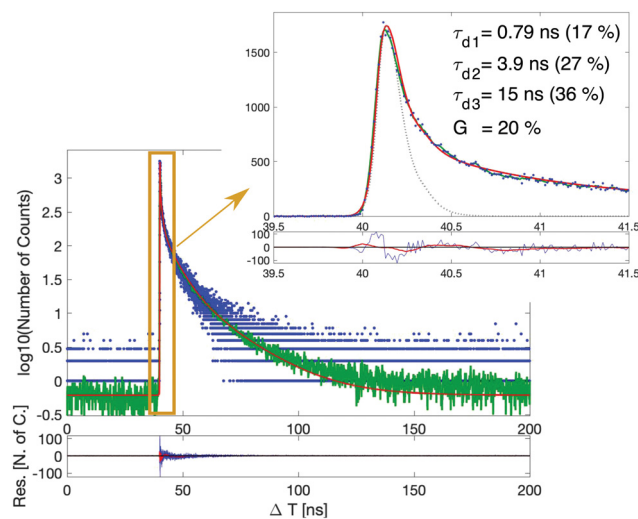 τd1= 0.79 ns (17 %)
τd2= 3.9 ns (27 %)
τd3= 15 ns (36 %)
G = 20 %
1500
1000
500
0
39.5 40 40.5 41 41.5
100
0
-100
39.5 40 40.5 41 41.5
log10(Number of Counts)
3
2.5
2
1.5
1
0.5
0
-0.5
0 50 100 150 200
Res. [N. of C.]
100
0
-100
0 50 100 150 200
Δ T [ns]